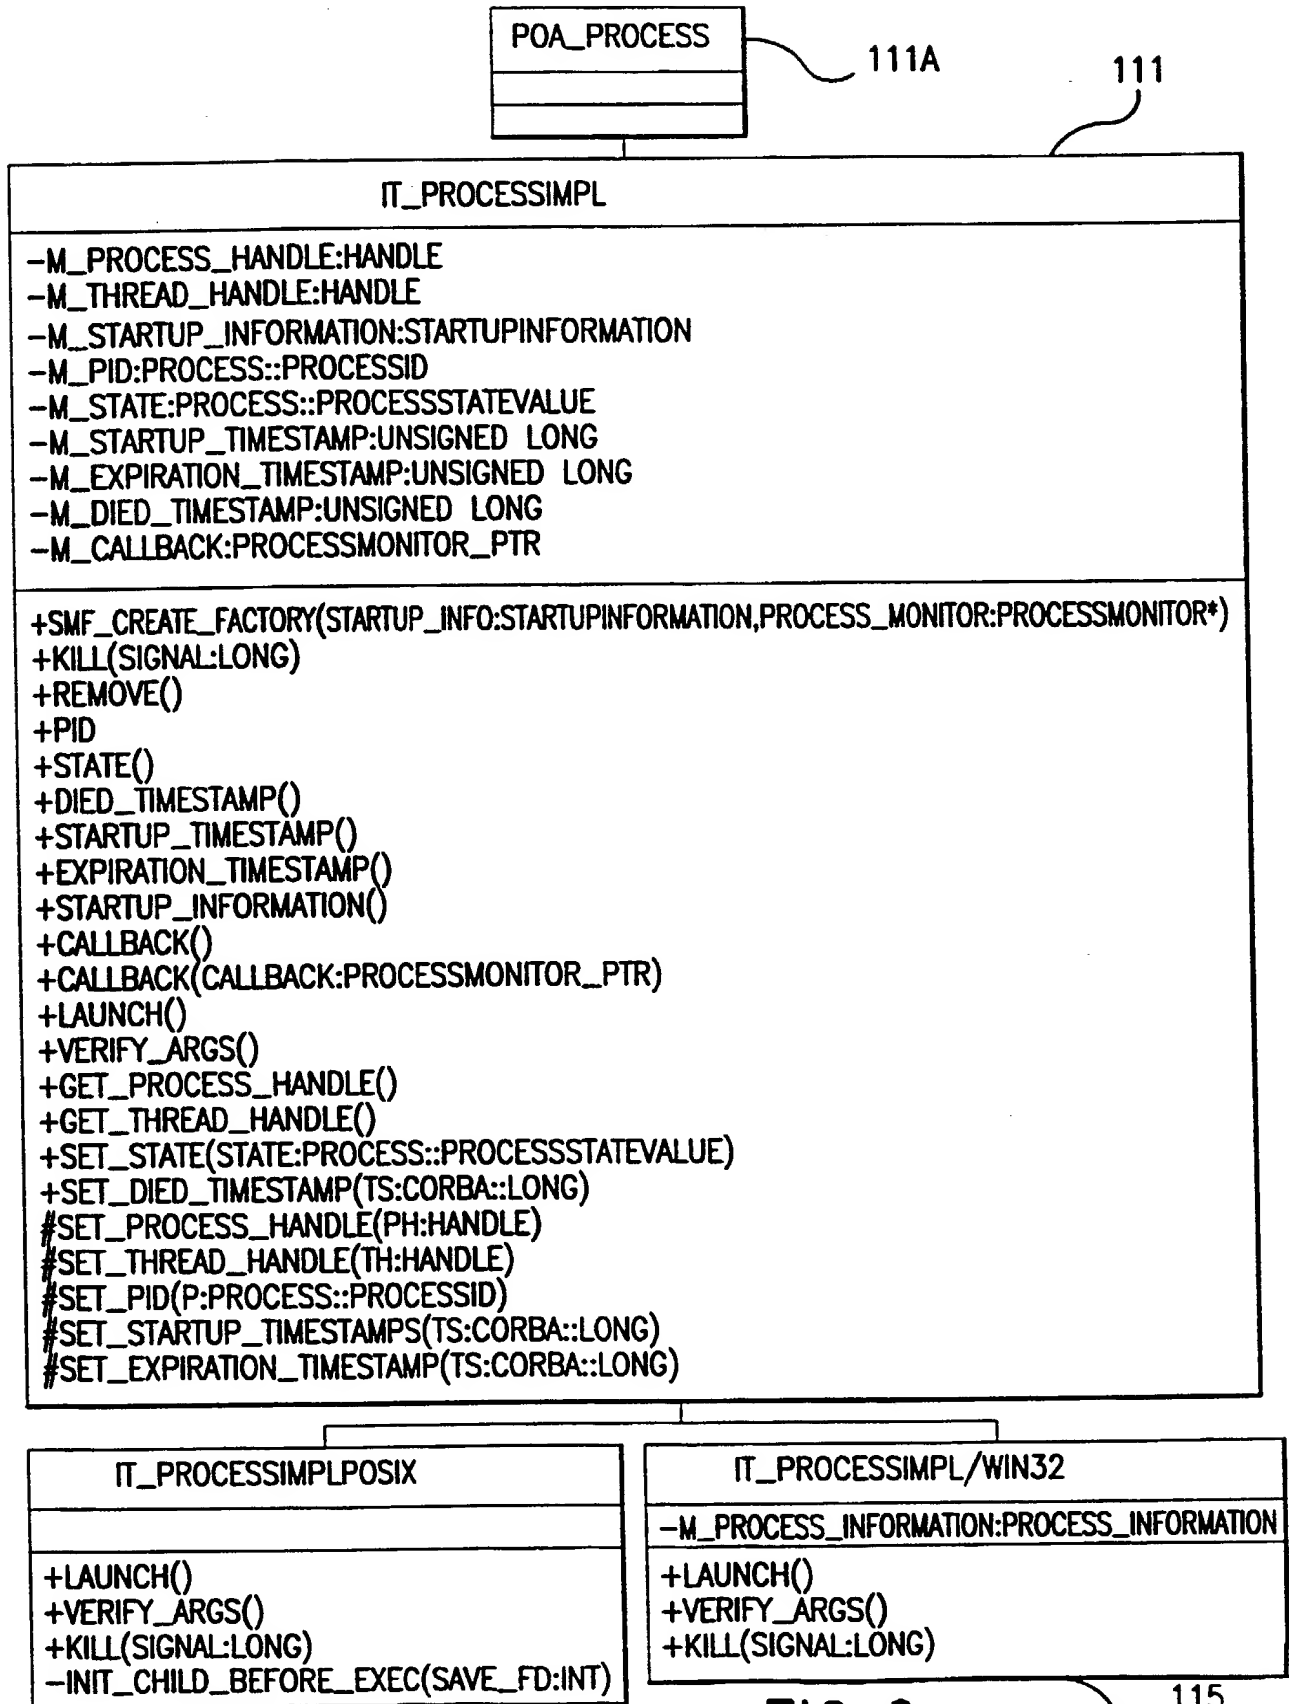 POA_PROCESS
111A
111
IT_PROCESSIMPL
-M_PROCESS_HANDLE:HANDLE
-M_THREAD_HANDLE:HANDLE
-M_STARTUP_INFORMATION:STARTUPINFORMATION
-M_PID:PROCESS::PROCESSID
-M_STATE:PROCESS::PROCESSSTATEVALUE
-M_STARTUP_TIMESTAMP:UNSIGNED LONG
-M_EXPIRATION_TIMESTAMP:UNSIGNED LONG
-M_DIED_TIMESTAMP:UNSIGNED LONG
-M_CALLBACK:PROCESSMONITOR_PTR
+SMF_CREATE_FACTORY(STARTUP_INFO:STARTUPINFORMATION,PROCESS_MONITOR:PROCESSMONITOR*)
+KILL(SIGNAL:LONG)
+REMOVE()
+PID
+STATE()
+DIED_TIMESTAMP()
+STARTUP_TIMESTAMP()
+EXPIRATION_TIMESTAMP()
+STARTUP_INFORMATION()
+CALLBACK()
+CALLBACK(CALLBACK:PROCESSMONITOR_PTR)
+LAUNCH()
+VERIFY_ARGS()
+GET_PROCESS_HANDLE()
+GET_THREAD_HANDLE()
+SET_STATE(STATE:PROCESS::PROCESSSTATEVALUE)
+SET_DIED_TIMESTAMP(TS:CORBA::LONG)
#SET_PROCESS_HANDLE(PH:HANDLE)
#SET_THREAD_HANDLE(TH:HANDLE)
#SET_PID(P:PROCESS::PROCESSID)
#SET_STARTUP_TIMESTAMPS(TS:CORBA::LONG)
#SET_EXPIRATION_TIMESTAMP(TS:CORBA::LONG)
IT_PROCESSIMPLPOSIX
+LAUNCH()
+VERIFY_ARGS()
+KILL(SIGNAL:LONG)
-INIT_CHILD_BEFORE_EXEC(SAVE_FD:INT)
IT_PROCESSIMPL/WIN32
-M_PROCESS_INFORMATION:PROCESS_INFORMATION
+LAUNCH()
+VERIFY_ARGS()
+KILL(SIGNAL:LONG)
115